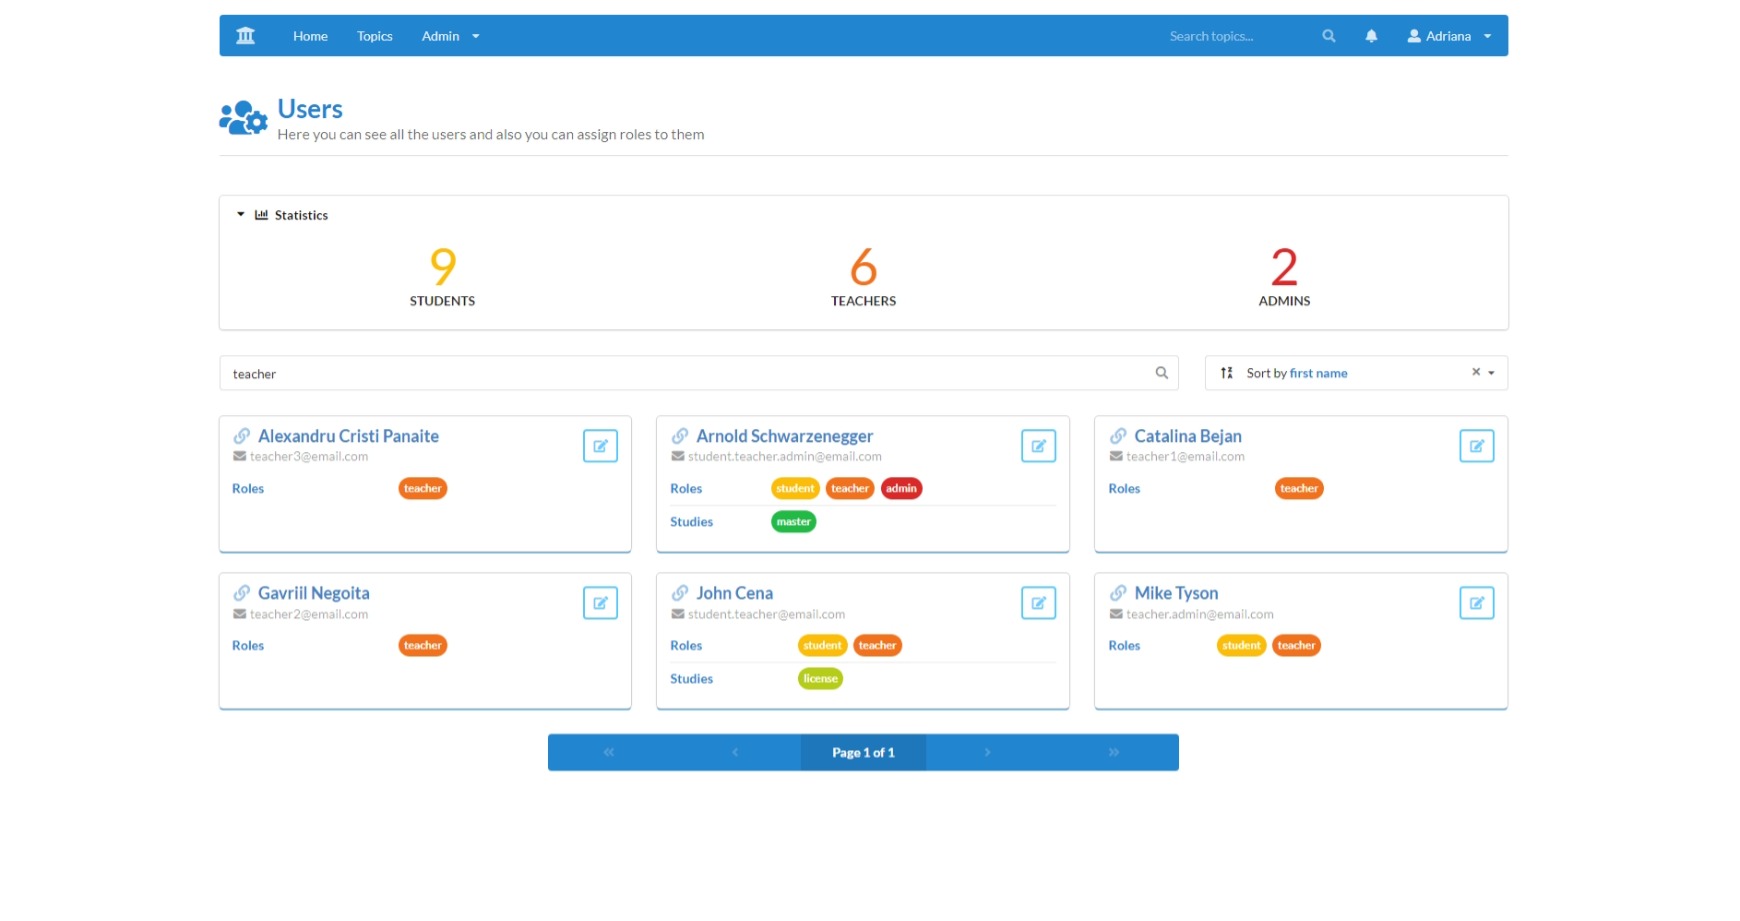 Home Topics Admin Search topics... Adriana
Users
Here you can see all the users and also you can assign roles to them
Statistics
9 6 2
STUDENTS TEACHERS ADMINS
teacher Sort by first name
Alexandru Cristi Panaite
teacher3@email.com
Roles teacher
Arnold Schwarzenegger
student.teacher.admin@email.com
Roles student teacher admin
Studies master
Catalina Bejan
teacher1@email.com
Roles teacher
Gavriil Negoita
teacher2@email.com
Roles teacher
John Cena
student.teacher@email.com
Roles student teacher
Studies license
Mike Tyson
teacher.admin@email.com
Roles student teacher
« ‹ Page 1 of 1 › »